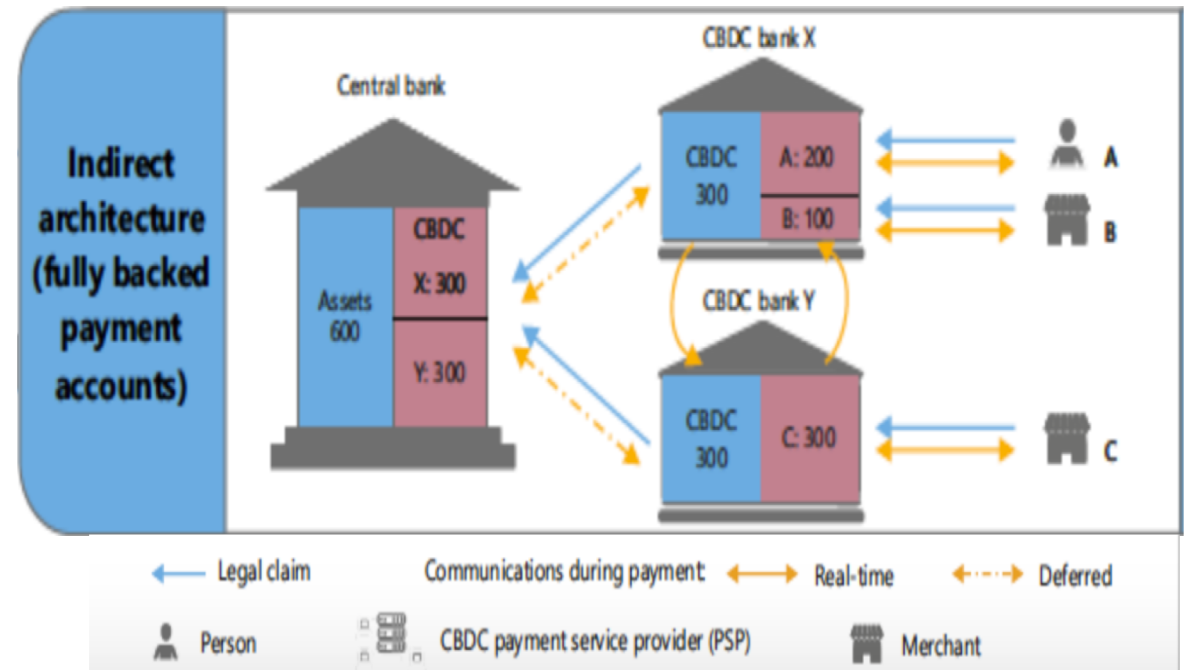 Indirect
architecture
(fully backed
payment
accounts)
Central bank
Assets
600
CBDC
X: 300
Y: 300
CBDC bank X
CBDC
300
A: 200
B: 100
A
B
CBDC bank Y
CBDC
300
C: 300
C
Legal claim
Communications during payment:
Real-time
Deferred
Person
CBDC payment service provider (PSP)
Merchant